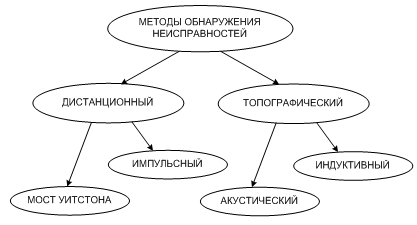 МЕТОДЫ ОБНАРУЖЕНИЯ
НЕИСПРАВНОСТЕЙ
ДИСТАНЦИОННЫЙ
ТОПОГРАФИЧЕСКИЙ
ИМПУЛЬСНЫЙ
ИНДУКТИВНЫЙ
МОСТ УИТСТОНА
АКУСТИЧЕСКИЙ